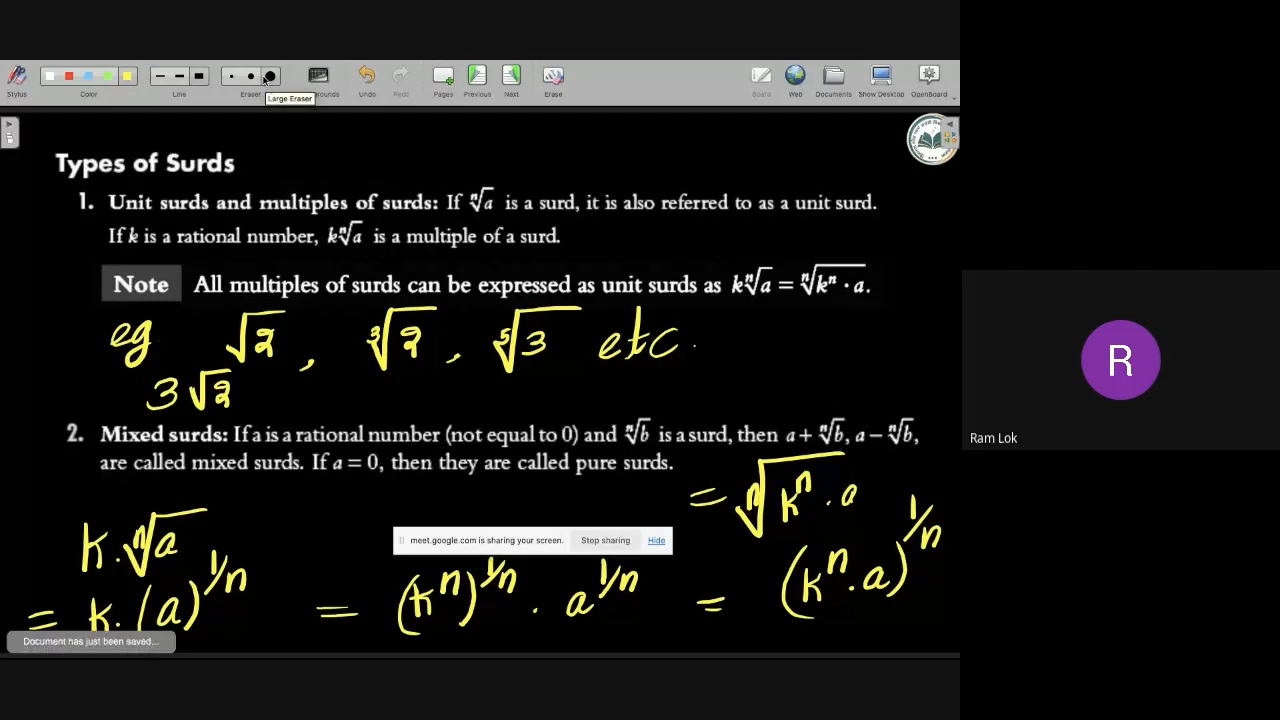 Stylus Color Line Eraser Undo Redo Pages Previous Next Erase Board Web Documents Show Desktop OpenBoard
Large Eraser
Types of Surds
1. Unit surds and multiples of surds: If ⁿ√a is a surd, it is also referred to as a unit surd.
If k is a rational number, kⁿ√a is a multiple of a surd.
Note All multiples of surds can be expressed as unit surds as kⁿ√a = ⁿ√(kⁿ · a).
eg √2 , ³√2 , ⁵√3 etc.
3√2
2. Mixed surds: If a is a rational number (not equal to 0) and ⁿ√b is a surd, then a + ⁿ√b, a − ⁿ√b,
are called mixed surds. If a = 0, then they are called pure surds.
= ⁿ√(kⁿ · a)
k · ⁿ√a
meet.google.com is sharing your screen. Stop sharing Hide
= k · (a)^1/n = (kⁿ)^1/n · a^1/n = (kⁿ · a)^1/n
Document has just been saved...
R
Ram Lok